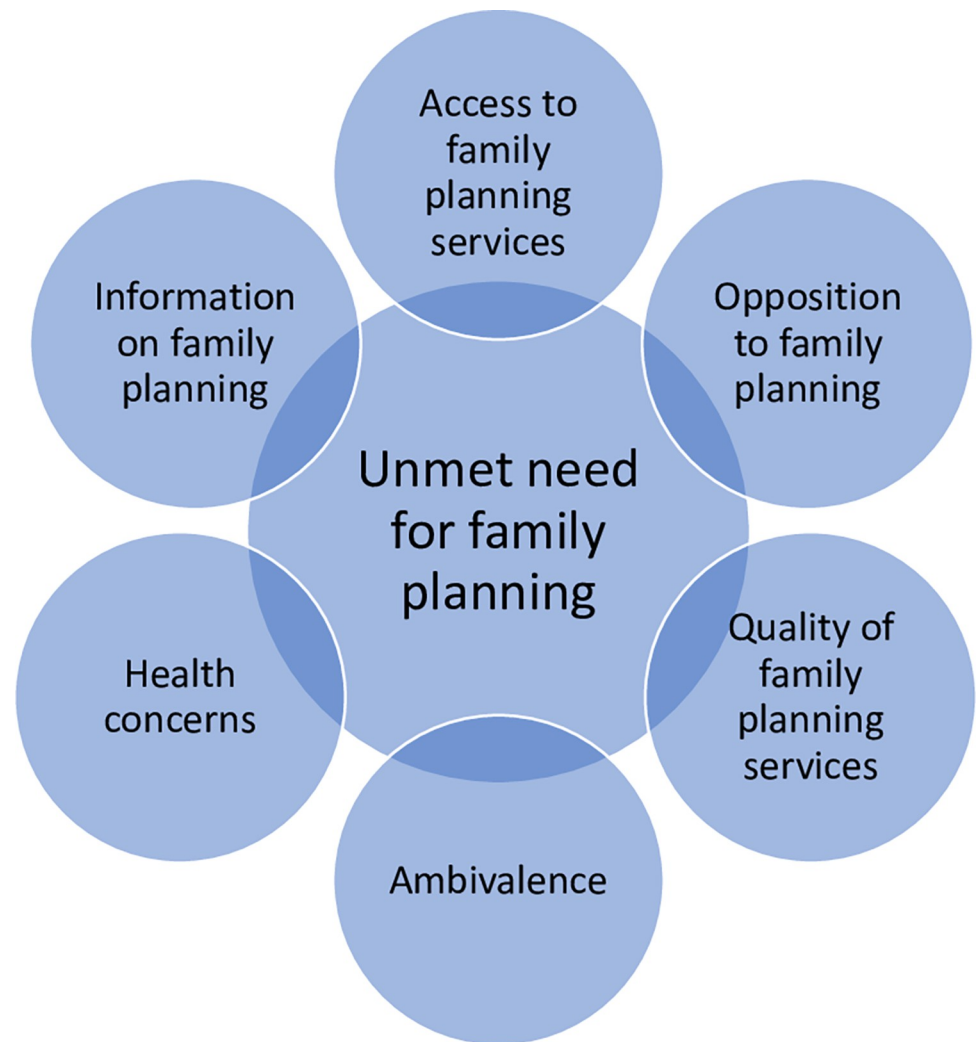 Access to
family
planning
services
Information
on family
planning
Opposition
to family
planning
Unmet need
for family
planning
Health
concerns
Quality of
family
planning
services
Ambivalence